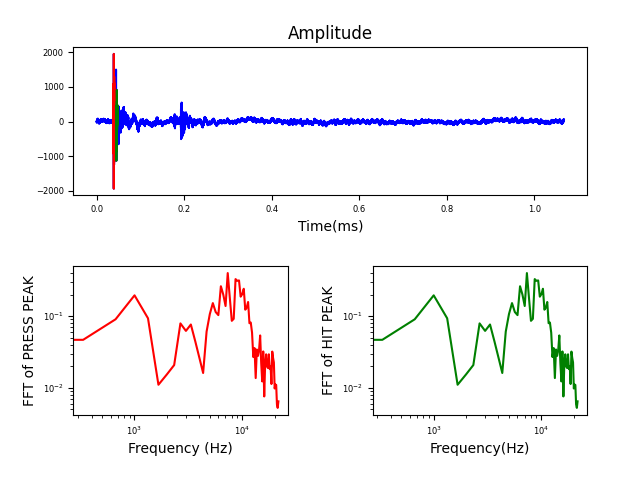 Amplitude
2000
1000
0
−1000
−2000
0.0 0.2 0.4 0.6 0.8 1.0
Time(ms)
FFT of PRESS PEAK
10⁻¹
10⁻²
10³ 10⁴
Frequency (Hz)
FFT of HIT PEAK
10⁻¹
10⁻²
10³ 10⁴
Frequency(Hz)